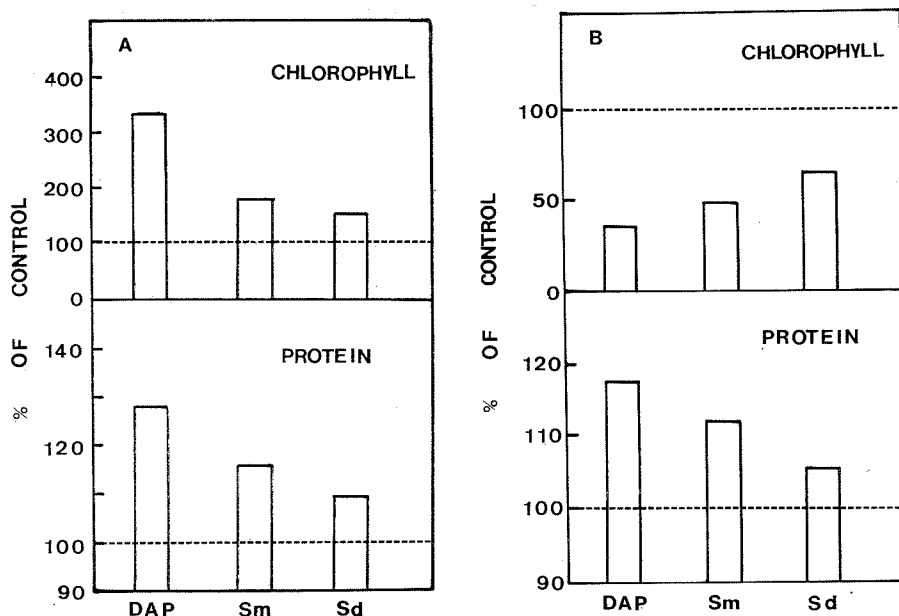 A
CHLOROPHYLL
400
300
200
100
0
PROTEIN
140
120
100
90
DAP Sm Sd
% OF CONTROL
B
CHLOROPHYLL
100
50
0
PROTEIN
120
110
100
90
DAP Sm Sd
% OF CONTROL